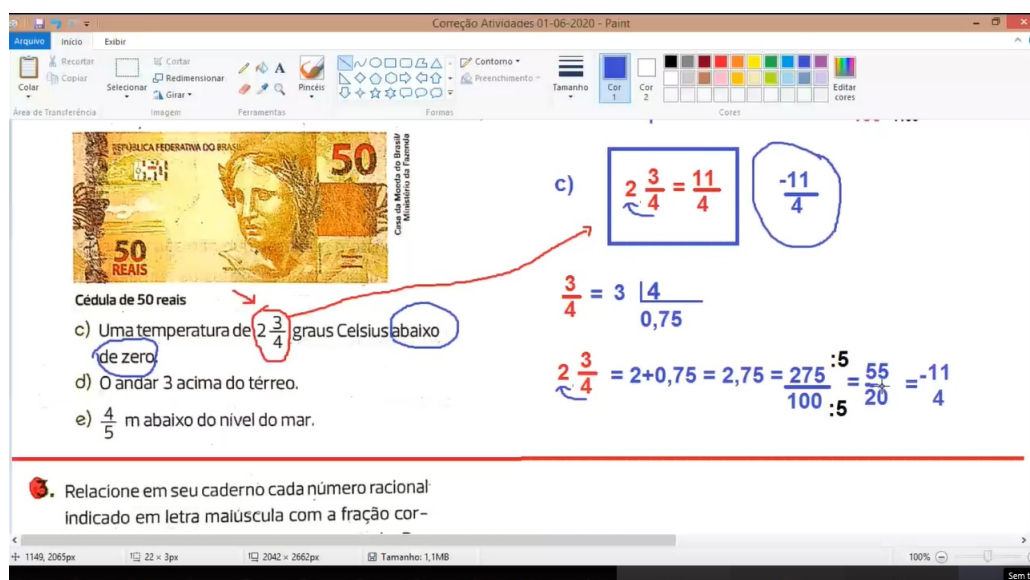 Correção Atividades 01-06-2020 - Paint
Arquivo Início Exibir
Colar
Recortar
Copiar
Área de Transferência
Selecionar
Cortar
Redimensionar
Girar
Imagem
A
Ferramentas
Pincéis
Contorno
Preenchimento
Formas
Tamanho
Cor 1
Cor 2
Editar cores
Cores
REPÚBLICA FEDERATIVA DO BRASIL
50
50
REAIS
Casa da Moeda do Brasil/
Ministério da Fazenda
Cédula de 50 reais
c) Uma temperatura de 2 3/4 graus Celsius abaixo
de zero.
d) O andar 3 acima do térreo.
e) 4/5 m abaixo do nível do mar.
c) 2 3/4 = 11/4 -11/4
3/4 = 3 |4
0,75
2 3/4 = 2+0,75 = 2,75 = 275/100 :5 :5 = 55/20 = -11/4
3. Relacione em seu caderno cada número racional
indicado em letra maiúscula com a fração cor-
1149, 2065px 22 × 3px 2042 × 2662px Tamanho: 1,1MB 100%